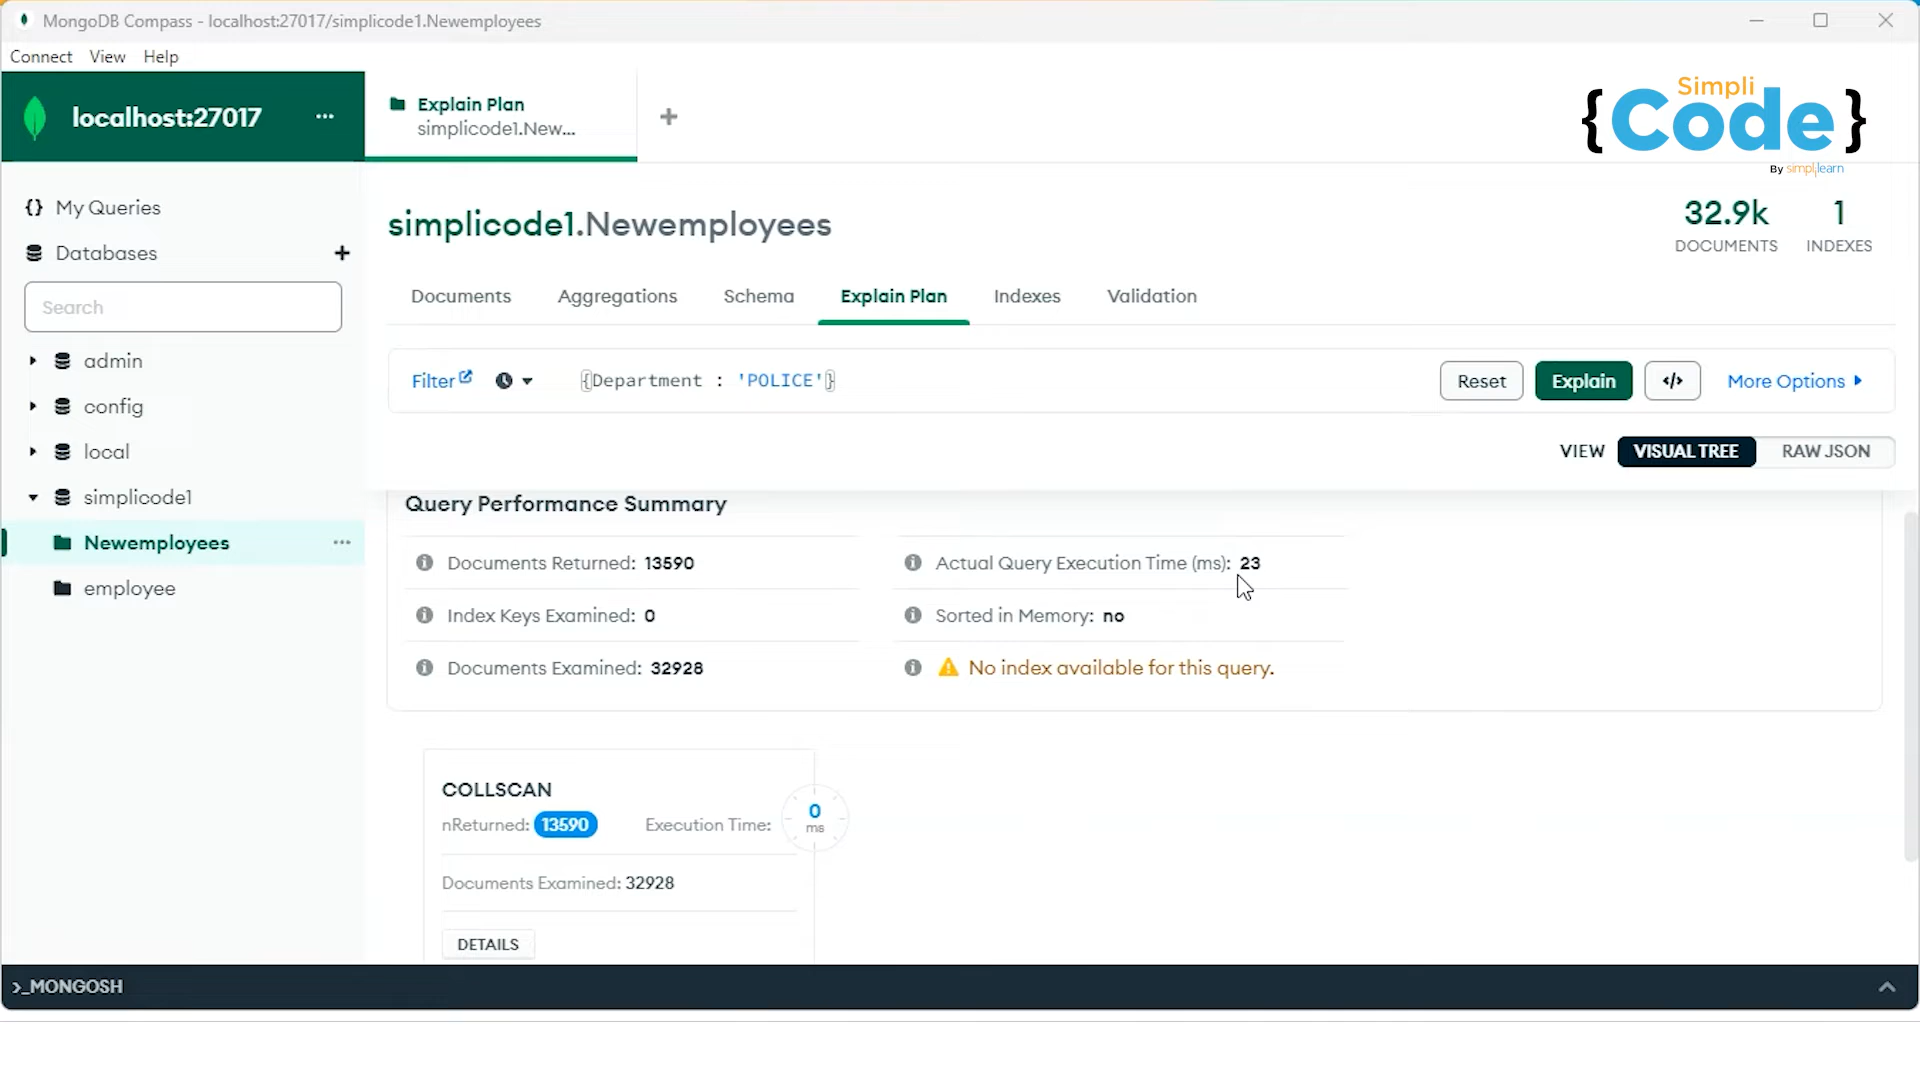 MongoDB Compass - localhost:27017/simplicode1.Newemployees
Connect View Help
localhost:27017 ...
Explain Plan
simplicode1.New...
+
Simpli
{Code}
By simplilearn
{} My Queries
Databases +
Search
admin
config
local
simplicode1
Newemployees ...
employee
simplicode1.Newemployees
32.9k
DOCUMENTS
1
INDEXES
Documents Aggregations Schema Explain Plan Indexes Validation
Filter {Department : 'POLICE'} Reset Explain </> More Options
VIEW VISUAL TREE RAW JSON
Query Performance Summary
Documents Returned: 13590
Actual Query Execution Time (ms): 23
Index Keys Examined: 0
Sorted in Memory: no
Documents Examined: 32928
No index available for this query.
COLLSCAN
nReturned: 13590 Execution Time: 0 ms
Documents Examined: 32928
DETAILS
>_MONGOSH